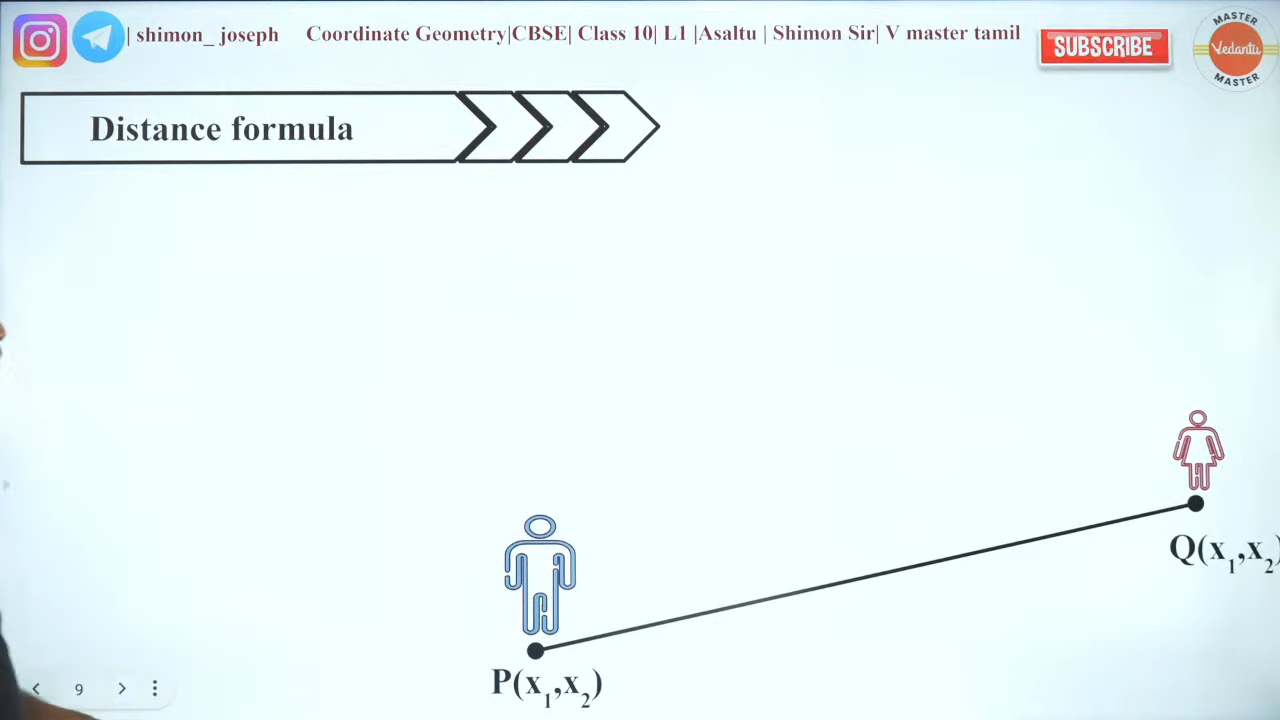 | shimon_ joseph Coordinate Geometry|CBSE| Class 10| L1 |Asaltu | Shimon Sir| V master tamil
SUBSCRIBE
MASTER
Vedantu
MASTER
Distance formula
Q(x₁,x₂)
P(x₁,x₂)
9